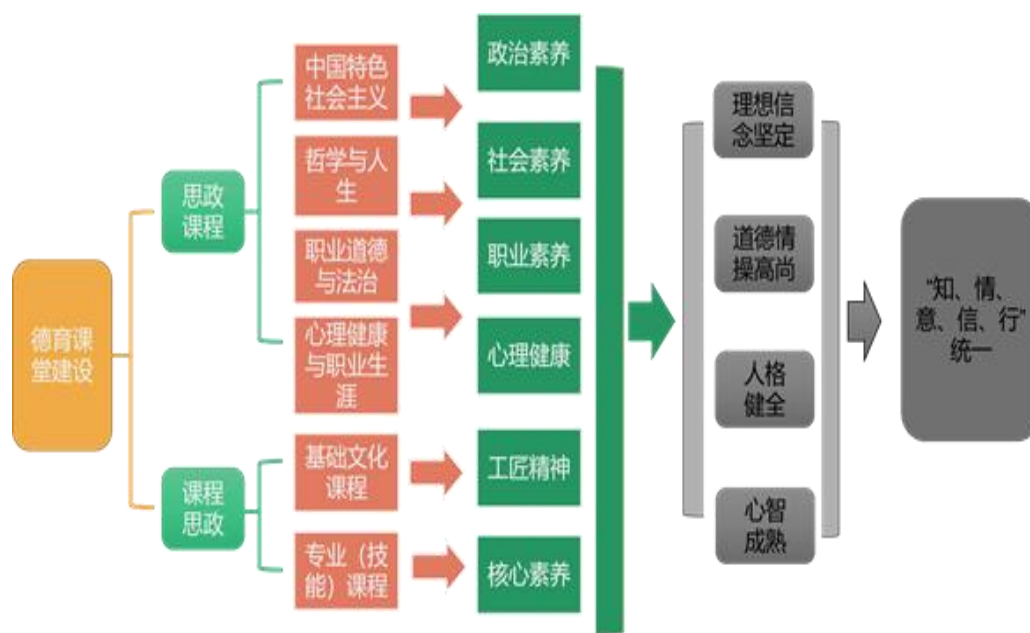 德育课
堂建设
思政
课程
课程
思政
中国特色
社会主义
哲学与人
生
职业道德
与法治
心理健康
与职业生
涯
基础文化
课程
专业（技
能）课程
政治素养
社会素养
职业素养
心理健康
工匠精神
核心素养
理想信
念坚定
道德情
操高尚
人格
健全
心智
成熟
“知、情、
意、信、行”
统一